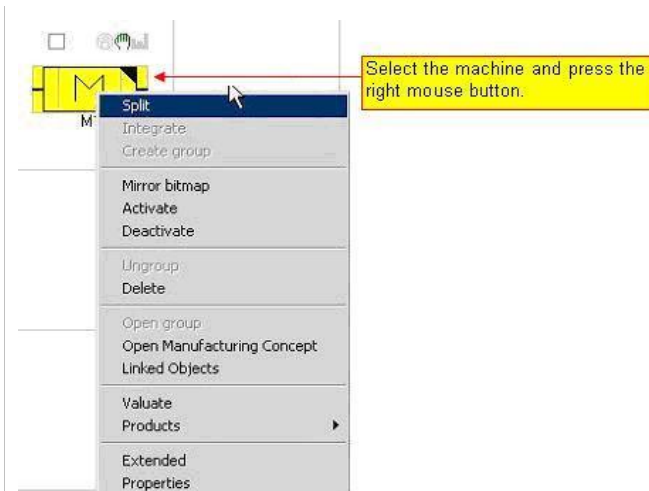 Select the machine and press the
right mouse button.
M
M
Split
Integrate
Create group
Mirror bitmap
Activate
Deactivate
Ungroup
Delete
Open group
Open Manufacturing Concept
Linked Objects
Valuate
Products
Extended
Properties